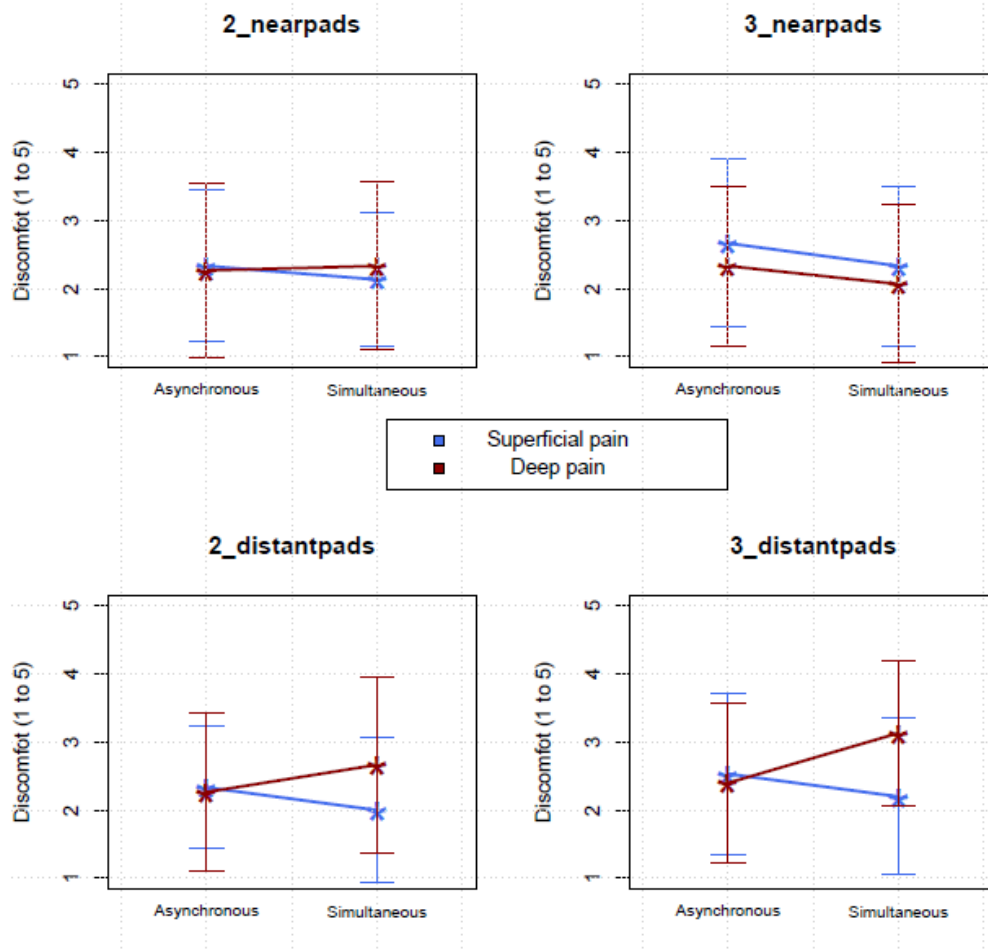 2_nearpads
3_nearpads
Discomfot (1 to 5)
5
4
3
2
1
Asynchronous
Simultaneous
Discomfot (1 to 5)
5
4
3
2
1
Asynchronous
Simultaneous
Superficial pain
Deep pain
2_distantpads
3_distantpads
Discomfot (1 to 5)
5
4
3
2
1
Asynchronous
Simultaneous
Discomfot (1 to 5)
5
4
3
2
1
Asynchronous
Simultaneous